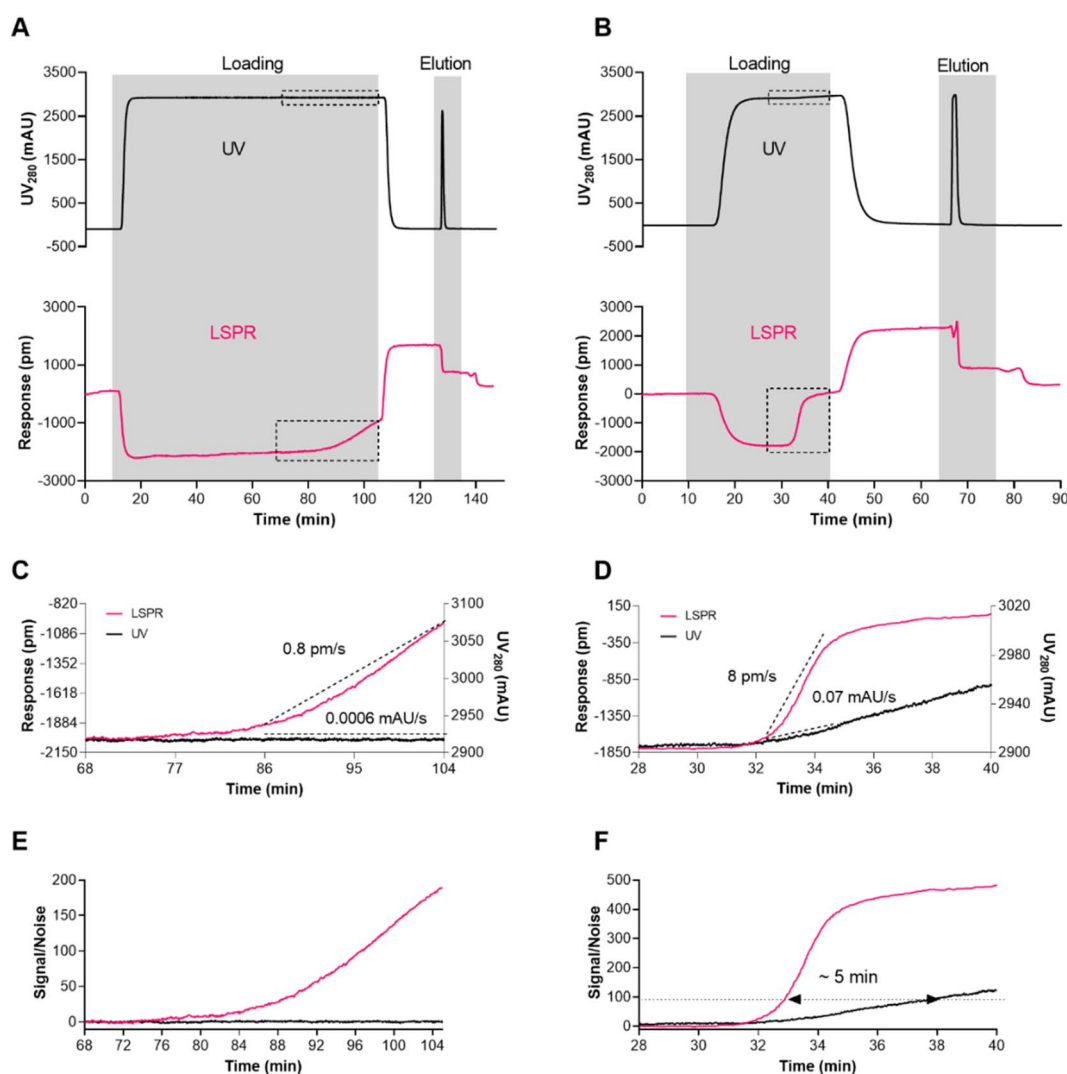 A
Loading
Elution
3500
2500
1500
500
-500
UV280 (mAU)
UV
3000
2000
1000
0
-1000
-2000
-3000
Response (pm)
LSPR
0 20 40 60 80 100 120 140
Time (min)
B
Loading
Elution
3500
2500
1500
500
-500
UV280 (mAU)
UV
3000
2000
1000
0
-1000
-2000
-3000
Response (pm)
LSPR
0 10 20 30 40 50 60 70 80 90
Time (min)
C
-820
-1086
-1352
-1618
-1884
-2150
Response (pm)
LSPR
UV
0.8 pm/s
0.0006 mAU/s
3100
3050
3000
2950
2900
UV280 (mAU)
68 77 86 95 104
Time (min)
D
150
-350
-850
-1350
-1850
Response (pm)
LSPR
UV
8 pm/s
0.07 mAU/s
3020
2980
2940
2900
UV280 (mAU)
28 30 32 34 36 38 40
Time (min)
E
200
150
100
50
0
Signal/Noise
68 72 76 80 84 88 92 96 100 104
Time (min)
F
500
400
300
200
100
0
Signal/Noise
~ 5 min
28 33 34 36 38 40
Time (min)